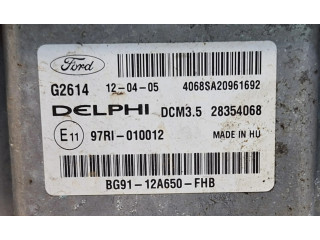 Ford
G2614 12-04-05 4068SA20961692
DELPHI DCM3.5 28354068
E11 97RI-010012 MADE IN HU
BG91-12A650-FHB